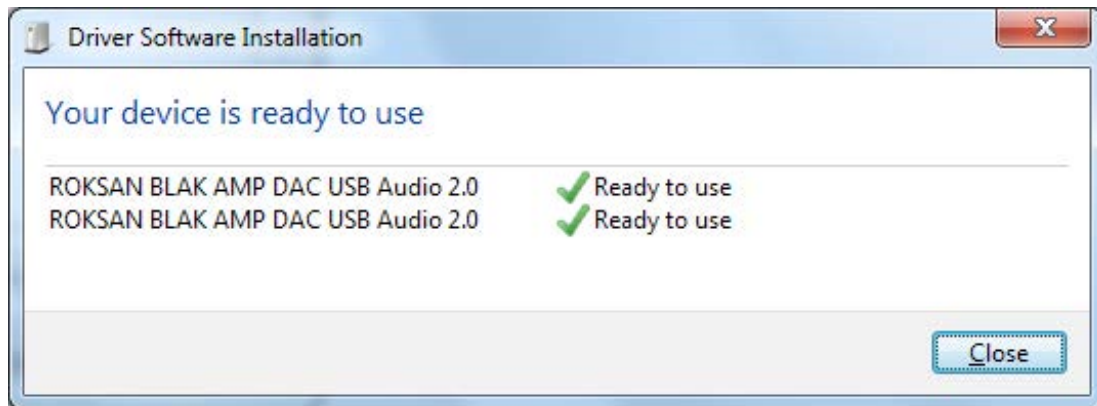 Driver Software Installation
Your device is ready to use
ROKSAN BLAK AMP DAC USB Audio 2.0 Ready to use
ROKSAN BLAK AMP DAC USB Audio 2.0 Ready to use
Close